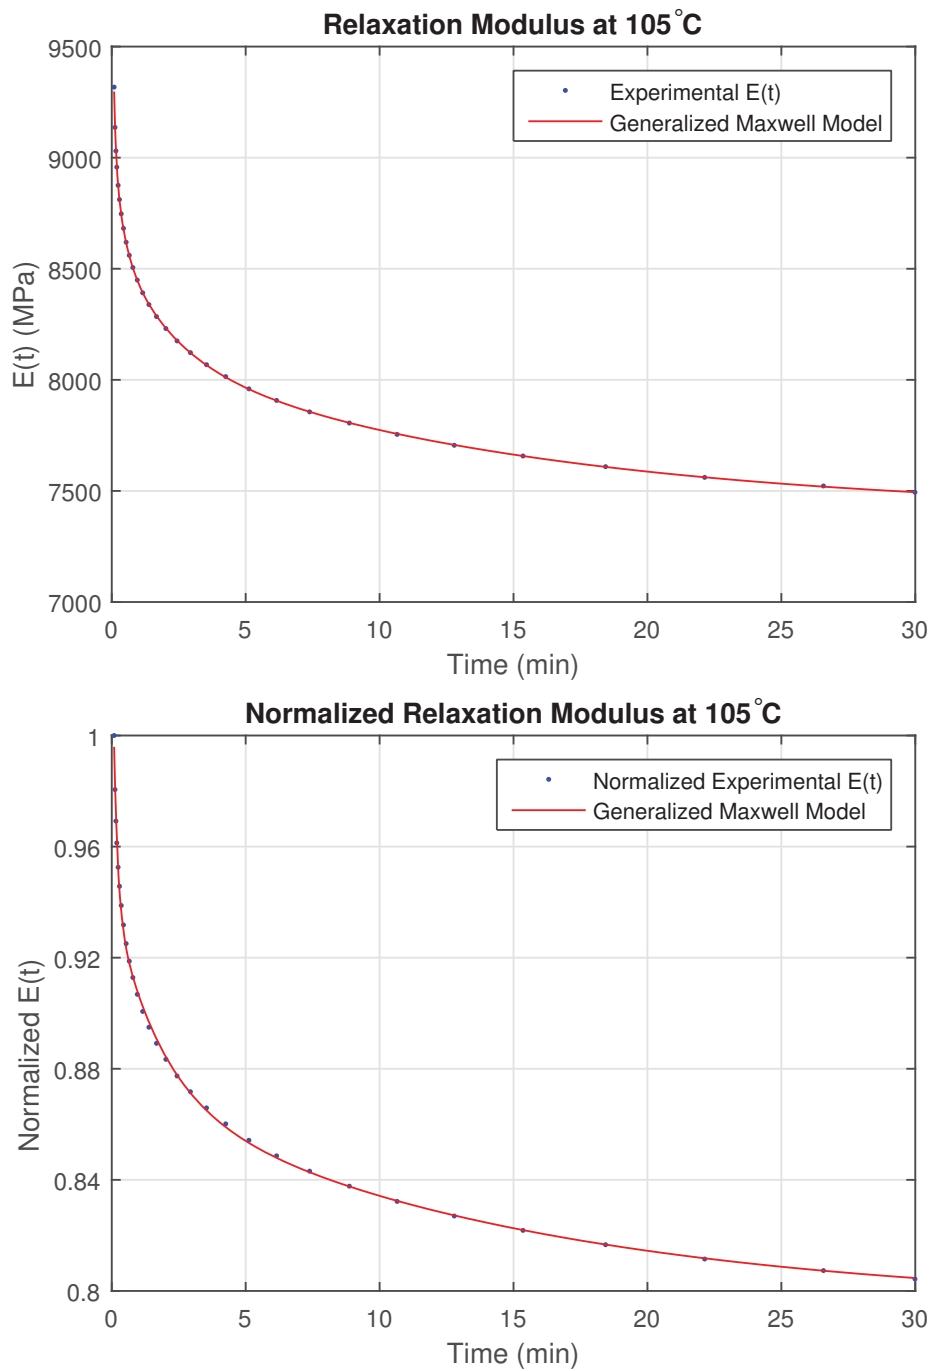 Relaxation Modulus at 105°C
9500
9000
8500
8000
7500
7000
E(t) (MPa)
Experimental E(t)
Generalized Maxwell Model
0 5 10 15 20 25 30
Time (min)
Normalized Relaxation Modulus at 105°C
1
0.96
0.92
0.88
0.84
0.8
Normalized E(t)
Normalized Experimental E(t)
Generalized Maxwell Model
0 5 10 15 20 25 30
Time (min)